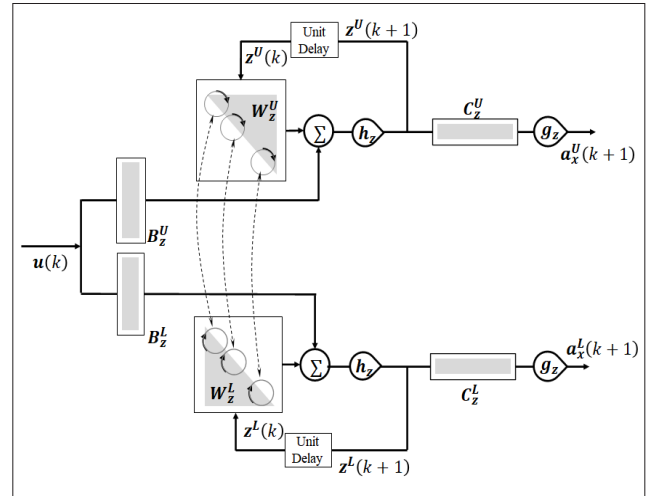 Unit
Delay
z^U(k+1)
z^U(k)
W_z^U
Σ
h_z
C_z^U
g_z
a_x^U(k+1)
B_z^U
u(k)
B_z^L
W_z^L
Σ
h_z
C_z^L
g_z
a_x^L(k+1)
z^L(k)
Unit
Delay
z^L(k+1)